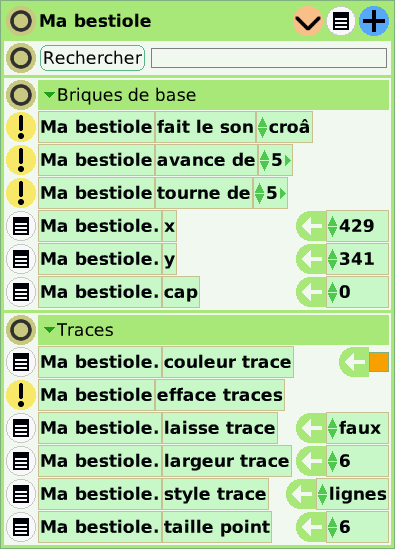 Ma bestiole
Rechercher
Briques de base
Ma bestiole fait le son croâ
Ma bestiole avance de 5
Ma bestiole tourne de 5
Ma bestiole. x 429
Ma bestiole. y 341
Ma bestiole. cap 0
Traces
Ma bestiole. couleur trace
Ma bestiole efface traces
Ma bestiole. laisse trace faux
Ma bestiole. largeur trace 6
Ma bestiole. style trace lignes
Ma bestiole. taille point 6